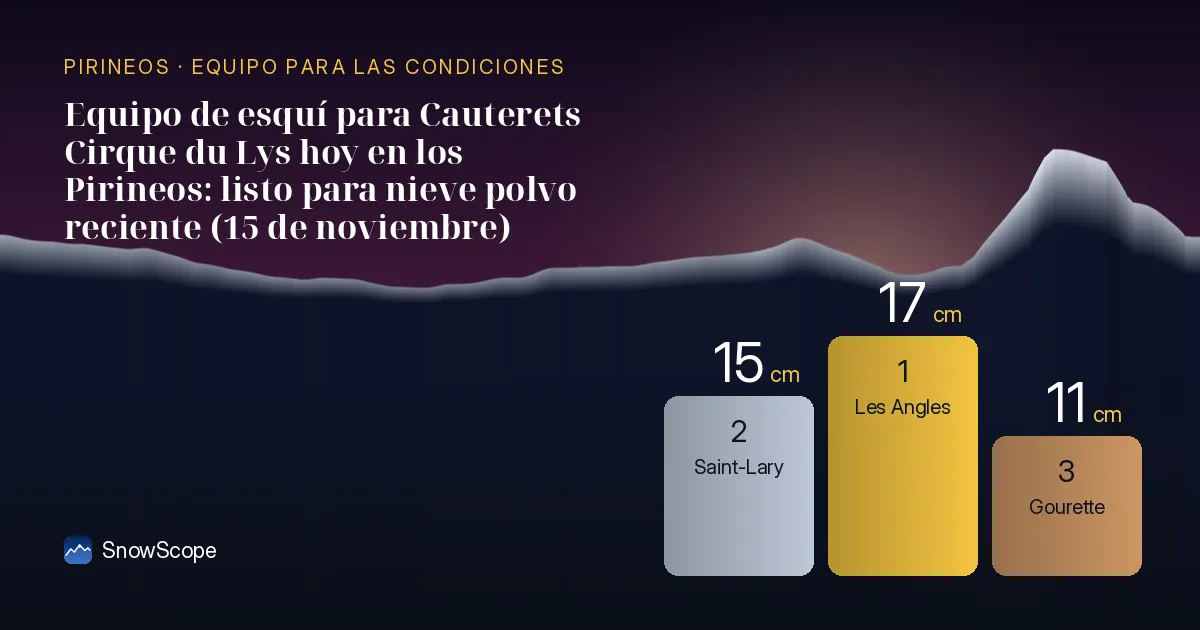 PIRINEOS · EQUIPO PARA LAS CONDICIONES
Equipo de esquí para Cauterets
Cirque du Lys hoy en los
Pirineos: listo para nieve polvo
reciente (15 de noviembre)
15 cm
2
Saint-Lary
17 cm
1
Les Angles
11 cm
3
Gourette
SnowScope